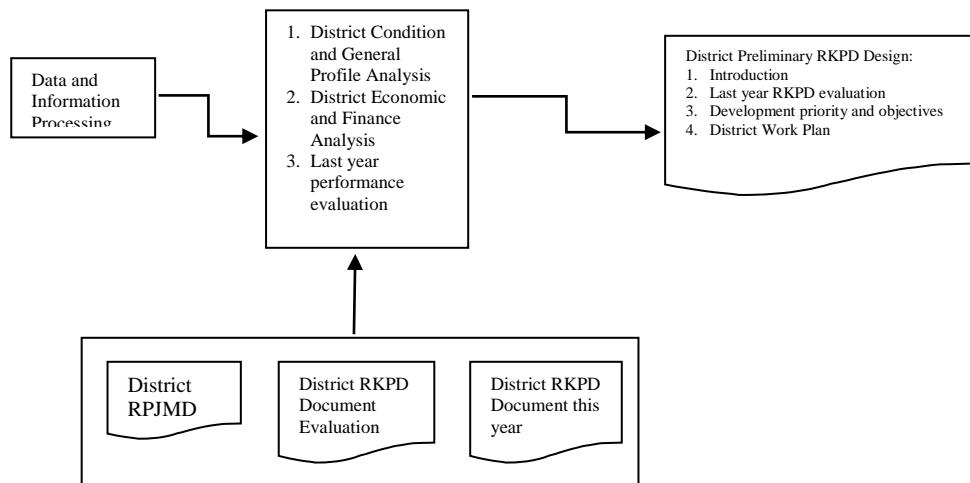 Data and
Information
Processing
1. District Condition
and General
Profile Analysis
2. District Economic
and Finance
Analysis
3. Last year
performance
evaluation
District Preliminary RKPD Design:
1. Introduction
2. Last year RKPD evaluation
3. Development priority and objectives
4. District Work Plan
District
RPJMD
District RKPD
Document
Evaluation
District RKPD
Document this
year